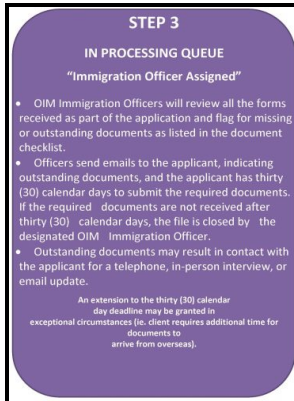 STEP 3
IN PROCESSING QUEUE
“Immigration Officer Assigned”
• OIM Immigration Officers will review all the forms
received as part of the application and flag for missing
or outstanding documents as listed in the document
checklist.
• Officers send emails to the applicant, indicating
outstanding documents, and the applicant has thirty
(30) calendar days to submit the required documents.
If the required documents are not received after
thirty (30) calendar days, the file is closed by the
designated OIM Immigration Officer.
• Outstanding documents may result in contact with
the applicant for a telephone, in-person interview, or
email update.
An extension to the thirty (30) calendar
day deadline may be granted in
exceptional circumstances (ie. client requires additional time for
documents to
arrive from overseas).